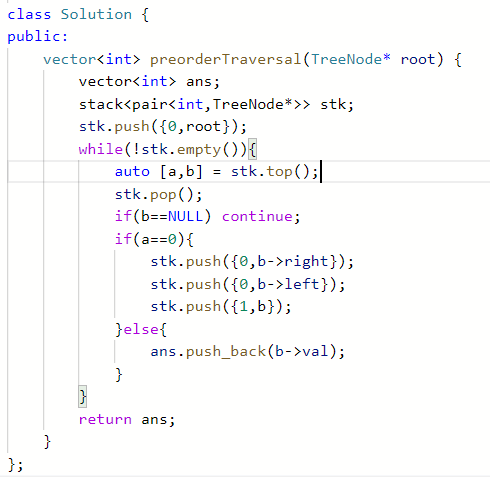 class Solution {
public:
    vector<int> preorderTraversal(TreeNode* root) {
        vector<int> ans;
        stack<pair<int,TreeNode*>> stk;
        stk.push({0,root});
        while(!stk.empty()){
            auto [a,b] = stk.top();
            stk.pop();
            if(b==NULL) continue;
            if(a==0){
                stk.push({0,b->right});
                stk.push({0,b->left});
                stk.push({1,b});
            }else{
                ans.push_back(b->val);
            }
        }
        return ans;
    }
};